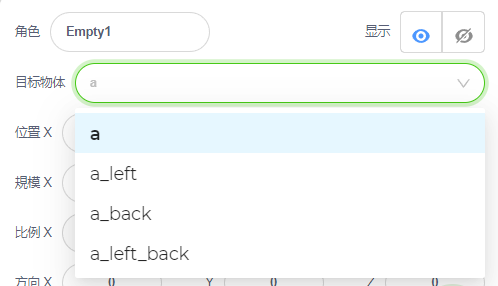 角色 Empty1 显示
目标物体 a
位置 X a
规模 X a_left
比例 X a_back
a_left_back
方向 X 0 Y 0 Z 0